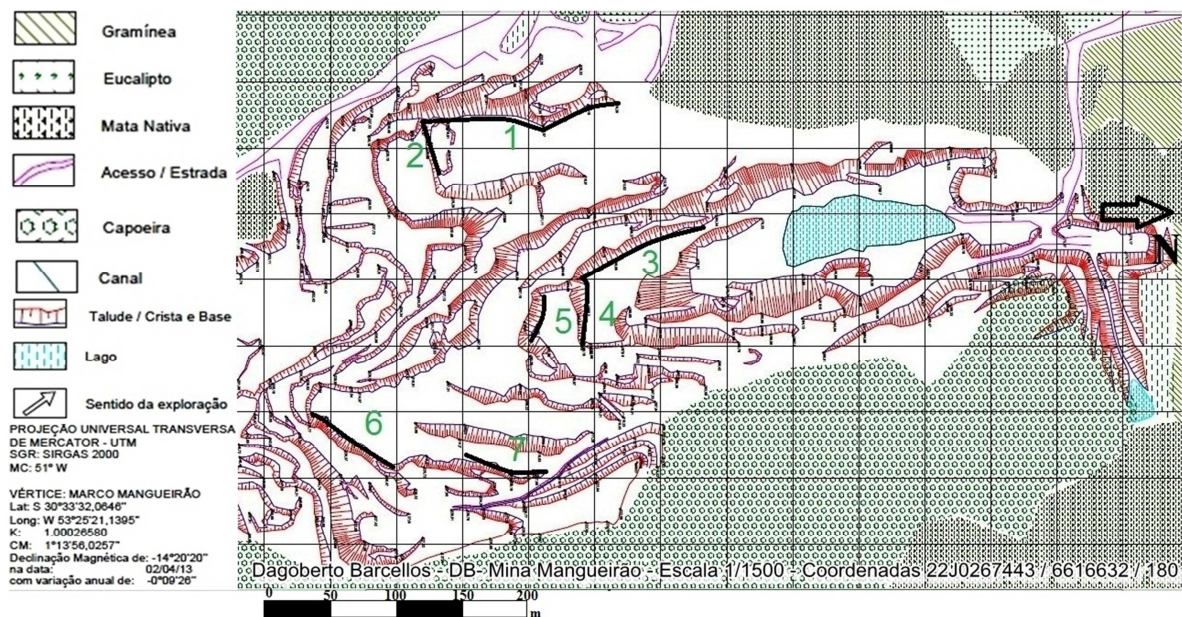 Gramínea
Eucalipto
Mata Nativa
Acesso / Estrada
Capoeira
Canal
Talude / Crista e Base
Lago
Sentido da exploração
PROJEÇÃO UNIVERSAL TRANSVERSA
DE MERCATOR - UTM
SGR: SIRGAS 2000
MC: 51° W
VÉRTICE: MARCO MANGUEIRÃO
Lat: S 30°33'32,0646"
Long: W 53°25'21,1395"
K: 1.00026580
CM: 1°13'56,0257"
Declinação Magnética de: -14°20'20"
na data: 02/04/13
com variação anual de: -0°09'26"
1
2
3
4
5
6
7
N
Dagoberto Barcellos - DB- Mina Mangueirão - Escala 1/1500 - Coordenadas 22J0267443 / 6616632 / 180
0 50 100 150 200
m